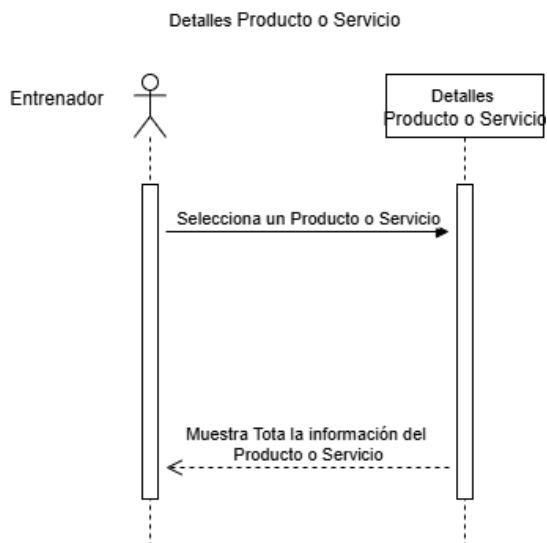 Detalles Producto o Servicio
Entrenador
Detalles
Producto o Servicio
Selecciona un Producto o Servicio
Muestra Tota la información del
Producto o Servicio